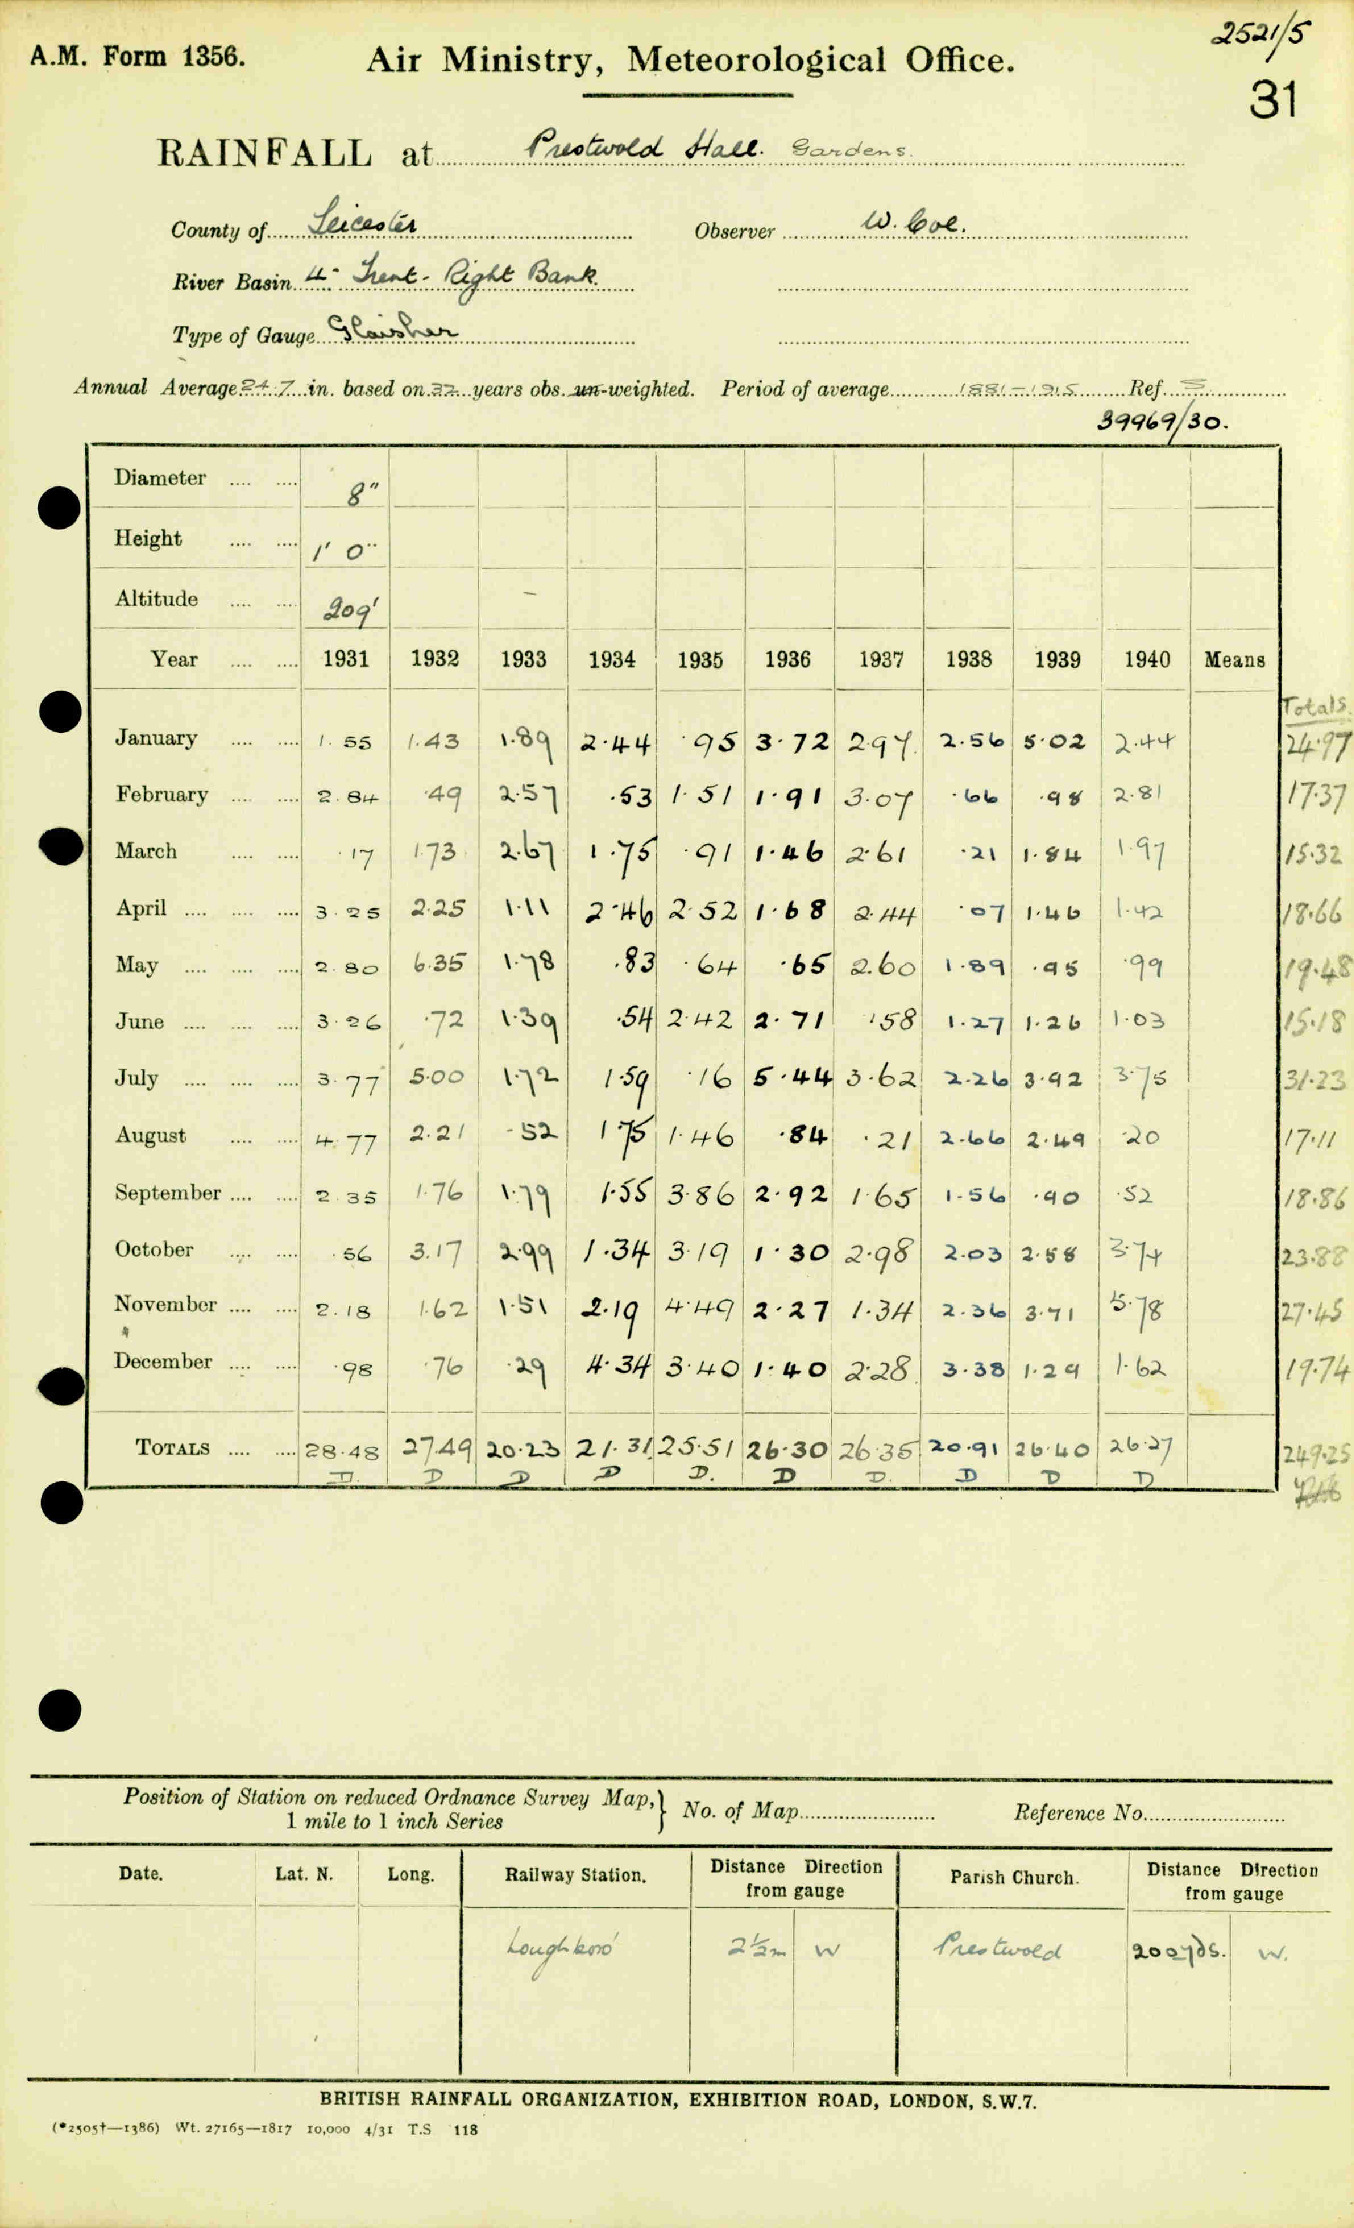 2521/5
A.M. Form 1356. Air Ministry, Meteorological Office.
31
RAINFALL at Prestwold Hall. Gardens.
County of Leicester Observer W. Coe.
River Basin 4- Trent - Right Bank.
Type of Gauge Glaisher
Annual Average 24.7 in. based on 32 years obs. un-weighted. Period of average 1881-1915 Ref. S.
39969/30.
Diameter .... .... 8"
Height .... .... 1' 0"
Altitude .... .... 209'
Year .... .... 1931 1932 1933 1934 1935 1936 1937 1938 1939 1940 Means
Totals.
January .... .... 1.55 1.43 1.89 2.44 .95 3.72 2.97 2.56 5.02 2.44 24.97
February .... .... 2.84 .49 2.57 .53 1.51 1.91 3.07 .66 .98 2.81 17.37
March .... .... .17 1.73 2.67 1.75 .91 1.46 2.61 .21 1.84 1.97 15.32
April .... .... .... 3.25 2.25 1.11 2.46 2.52 1.68 2.44 .07 1.46 1.42 18.66
May .... .... .... 2.80 6.35 1.78 .83 .64 .65 2.60 1.89 .95 .99 19.48
June .... .... .... 3.26 .72 1.39 .54 2.42 2.71 .58 1.27 1.26 1.03 15.18
July .... .... .... 3.77 5.00 1.72 1.59 .16 5.44 3.62 2.26 3.92 3.75 31.23
August .... .... 4.77 2.21 .52 1.75 1.46 .84 .21 2.66 2.49 .20 17.11
September .... .... 2.35 1.76 1.79 1.55 3.86 2.92 1.65 1.56 .90 .52 18.86
October .... .... .56 3.17 2.99 1.34 3.19 1.30 2.98 2.03 2.58 3.74 23.88
November .... .... 2.18 1.62 1.51 2.19 4.49 2.27 1.34 2.36 3.71 5.78 27.45
December .... .... .98 .76 .29 4.34 3.40 1.40 2.28 3.38 1.29 1.62 19.74
TOTALS .... .... 28.48 27.49 20.23 21.31 25.51 26.30 26.35 20.91 26.40 26.27 249.25
D D D D D. D D. D D D
Position of Station on reduced Ordnance Survey Map,} No. of Map Reference No.
1 mile to 1 inch Series
Date. Lat. N. Long. Railway Station. Distance Direction from gauge Parish Church. Distance Direction from gauge
Loughboro' 2½m W Prestwold 200yds. W.
BRITISH RAINFALL ORGANIZATION, EXHIBITION ROAD, LONDON, S.W.7.
(*2505†—1386) Wt. 27165—1817 10,000 4/31 T.S 118